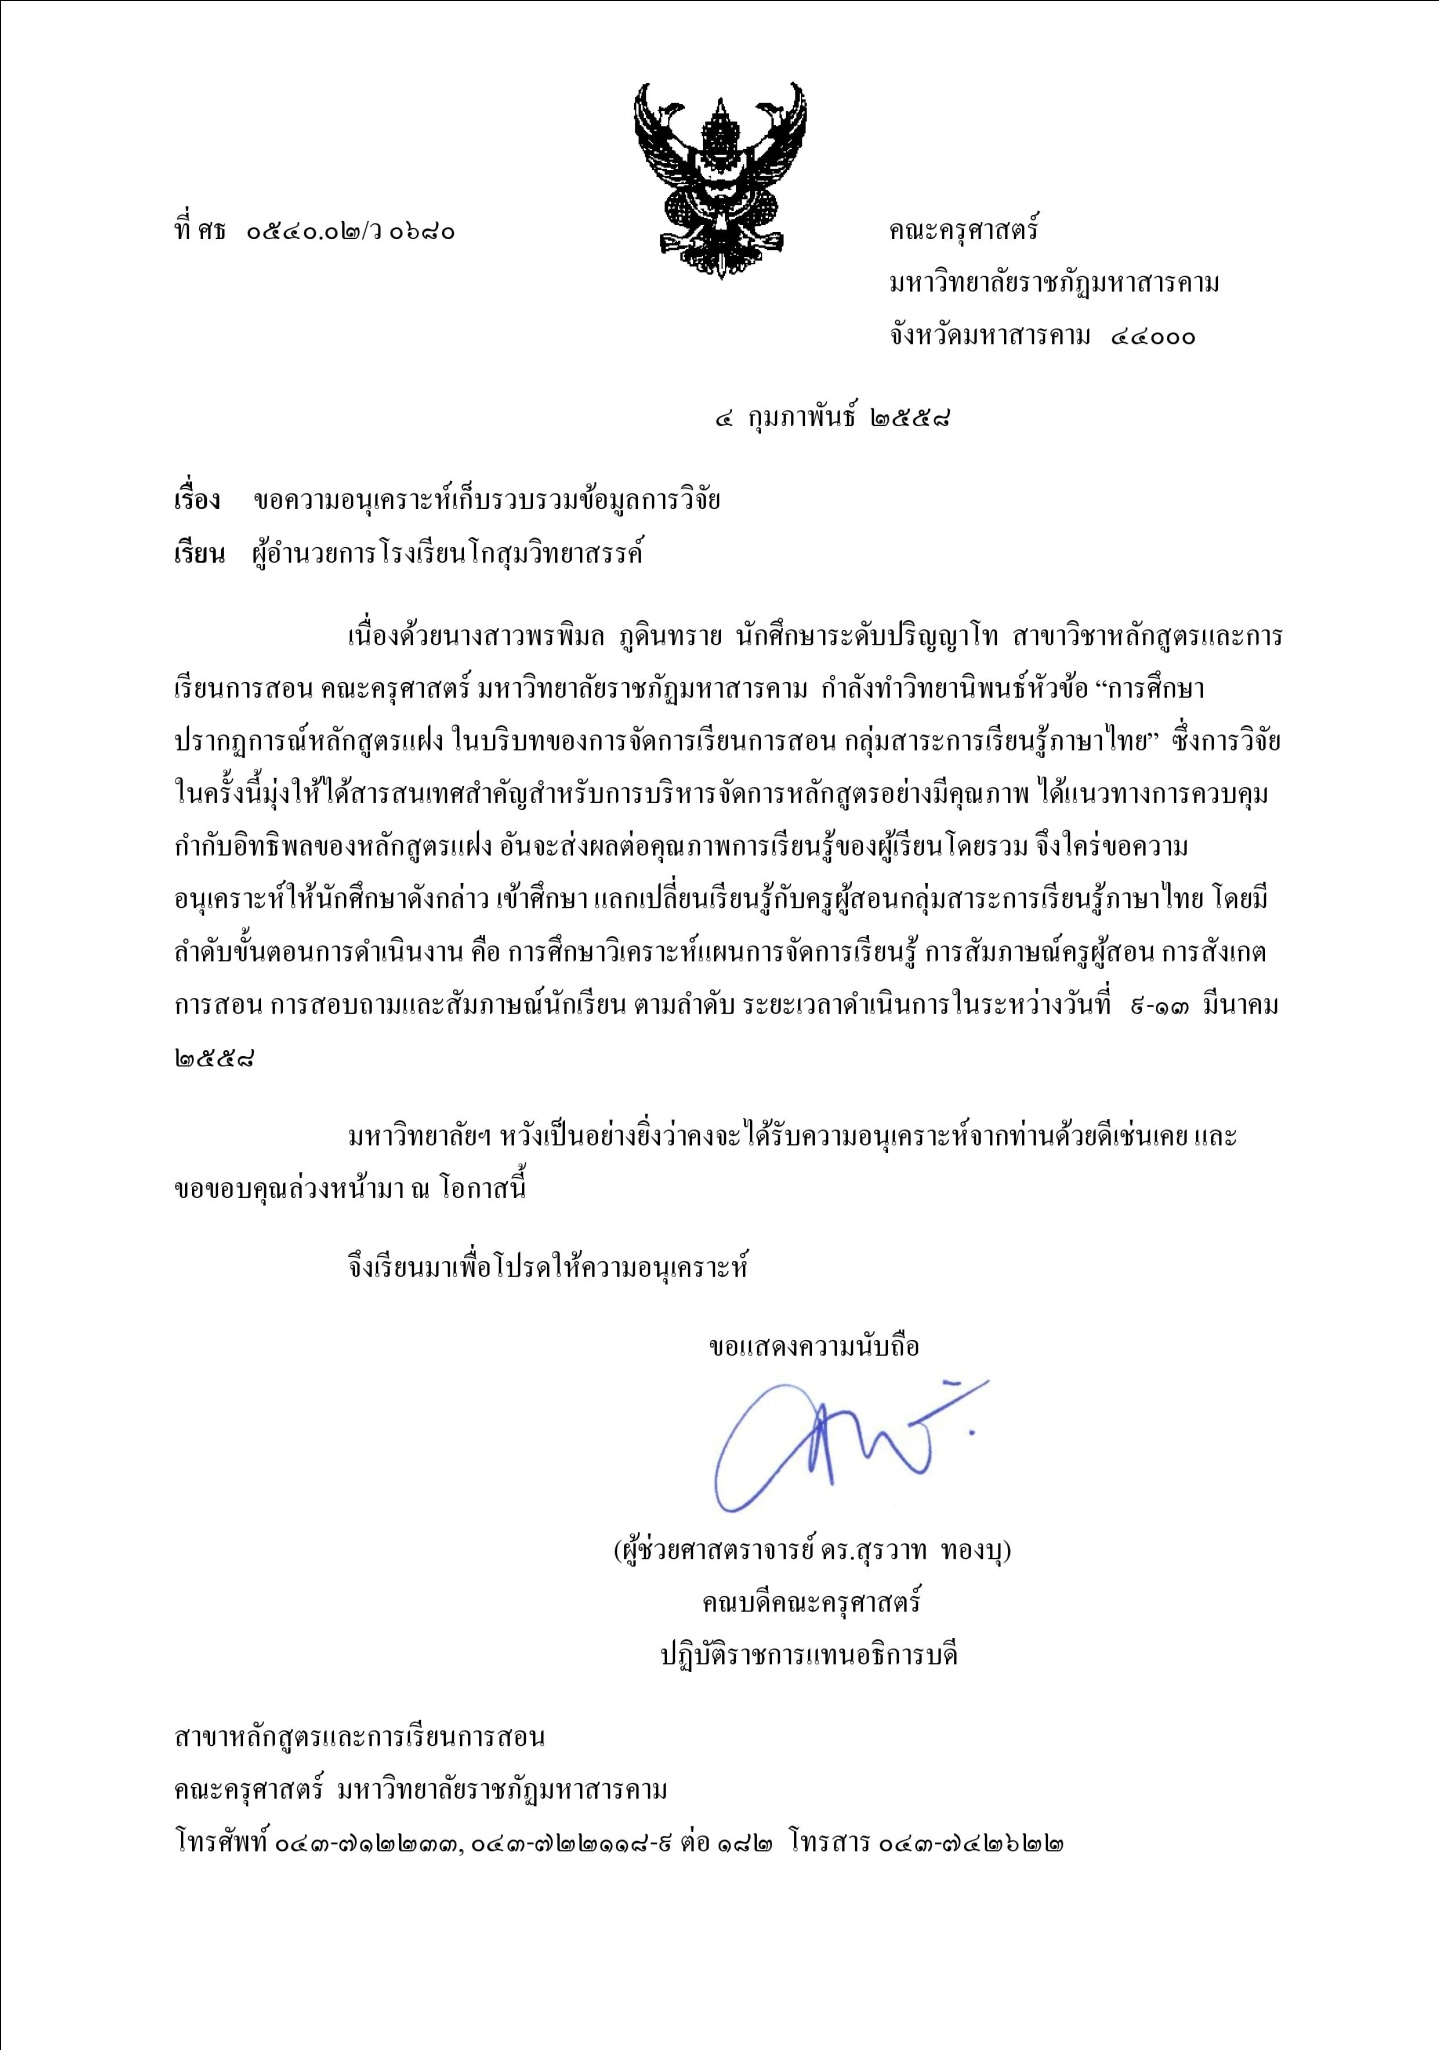 ที่ ศธ ๐๕๔๐.๐๒/ว ๐๖๘๐
คณะครุศาสตร์
มหาวิทยาลัยราชภัฏมหาสารคาม
จังหวัดมหาสารคาม ๔๔๐๐๐
๔ กุมภาพันธ์ ๒๕๕๘
เรื่อง ขอความอนุเคราะห์เก็บรวบรวมข้อมูลการวิจัย
เรียน ผู้อำนวยการโรงเรียนโกสุมวิทยาสรรค์
เนื่องด้วยนางสาวพรพิมล ภูดินทราย นักศึกษาระดับปริญญาโท สาขาวิชาหลักสูตรและการ
เรียนการสอน คณะครุศาสตร์ มหาวิทยาลัยราชภัฏมหาสารคาม กำลังทำวิทยานิพนธ์หัวข้อ “การศึกษา
ปรากฏการณ์หลักสูตรแฝง ในบริบทของการจัดการเรียนการสอน กลุ่มสาระการเรียนรู้ภาษาไทย” ซึ่งการวิจัย
ในครั้งนี้มุ่งให้ได้สารสนเทศสำคัญสำหรับการบริหารจัดการหลักสูตรอย่างมีคุณภาพ ได้แนวทางการควบคุม
กำกับอิทธิพลของหลักสูตรแฝง อันจะส่งผลต่อคุณภาพการเรียนรู้ของผู้เรียนโดยรวม จึงใคร่ขอความ
อนุเคราะห์ให้นักศึกษาดังกล่าว เข้าศึกษา แลกเปลี่ยนเรียนรู้กับครูผู้สอนกลุ่มสาระการเรียนรู้ภาษาไทย โดยมี
ลำดับขั้นตอนการดำเนินงาน คือ การศึกษาวิเคราะห์แผนการจัดการเรียนรู้ การสัมภาษณ์ครูผู้สอน การสังเกต
การสอน การสอบถามและสัมภาษณ์นักเรียน ตามลำดับ ระยะเวลาดำเนินการในระหว่างวันที่ ๙-๑๓ มีนาคม
๒๕๕๘
มหาวิทยาลัยฯ หวังเป็นอย่างยิ่งว่าคงจะได้รับความอนุเคราะห์จากท่านด้วยดีเช่นเคย และ
ขอขอบคุณล่วงหน้ามา ณ โอกาสนี้
จึงเรียนมาเพื่อโปรดให้ความอนุเคราะห์
ขอแสดงความนับถือ
(ผู้ช่วยศาสตราจารย์ ดร.สุรวาท ทองบุ)
คณบดีคณะครุศาสตร์
ปฏิบัติราชการแทนอธิการบดี
สาขาหลักสูตรและการเรียนการสอน
คณะครุศาสตร์ มหาวิทยาลัยราชภัฏมหาสารคาม
โทรศัพท์ ๐๔๓-๗๑๒๒๓๓, ๐๔๓-๗๒๒๑๑๘-๙ ต่อ ๑๘๒ โทรสาร ๐๔๓-๗๔๒๖๒๒